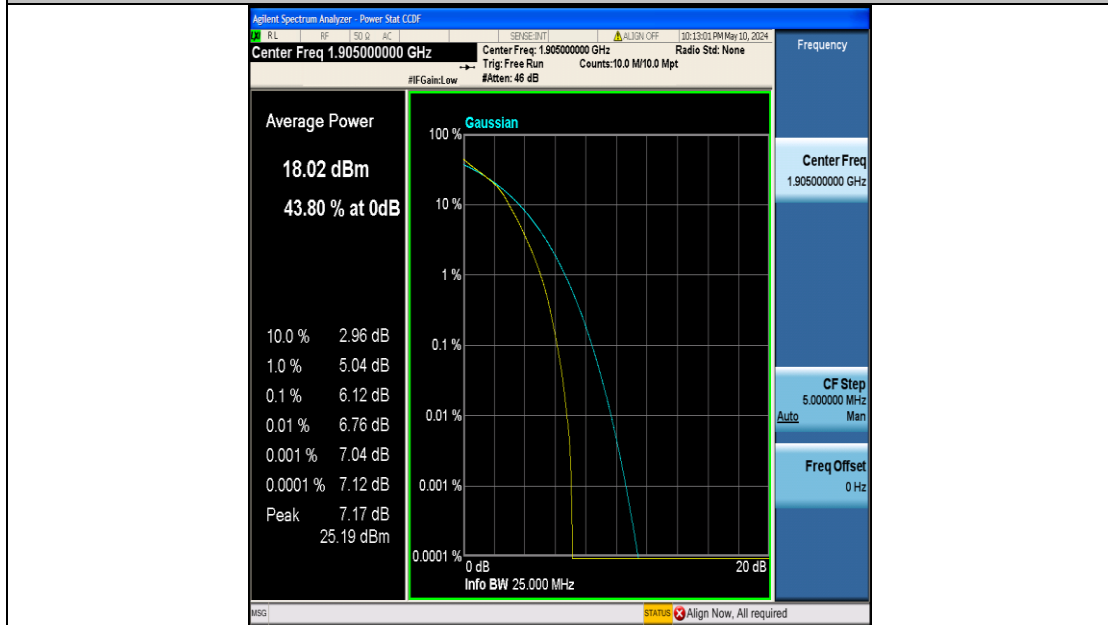 Agilent Spectrum Analyzer - Power Stat CCDF
RL RF 50 Ω AC SENSE:INT ALIGN OFF 10:13:01 PM May 10, 2024
Center Freq 1.905000000 GHz
Center Freq: 1.905000000 GHz Radio Std: None
Trig: Free Run Counts:10.0 M/10.0 Mpt
#IFGain:Low #Atten: 46 dB
Frequency
Average Power
18.02 dBm
43.80 % at 0dB
10.0 % 2.96 dB
1.0 % 5.04 dB
0.1 % 6.12 dB
0.01 % 6.76 dB
0.001 % 7.04 dB
0.0001 % 7.12 dB
Peak 7.17 dB
25.19 dBm
Gaussian
100 %
10 %
1 %
0.1 %
0.01 %
0.001 %
0.0001 %
0 dB 20 dB
Info BW 25.000 MHz
Center Freq
1.905000000 GHz
CF Step
5.000000 MHz
Auto Man
Freq Offset
0 Hz
MSG STATUS Align Now, All required